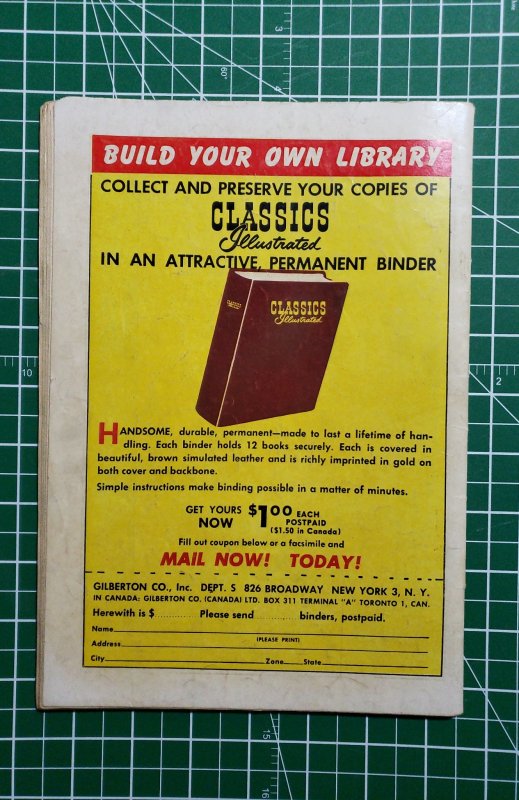 3
60°
BUILD YOUR OWN LIBRARY
COLLECT AND PRESERVE YOUR COPIES OF
CLASSICS
Illustrated
IN AN ATTRACTIVE, PERMANENT BINDER
CLASSICS
Illustrated
10
2
HANDSOME, durable, permanent—made to last a lifetime of han-
dling. Each binder holds 12 books securely. Each is covered in
beautiful, brown simulated leather and is richly imprinted in gold on
both cover and backbone.
Simple instructions make binding possible in a matter of minutes.
GET YOURS $1.00 EACH
NOW POSTPAID
($1.50 in Canada)
Fill out coupon below or a facsimile and
MAIL NOW! TODAY!
GILBERTON CO., Inc. DEPT. S 826 BROADWAY NEW YORK 3, N. Y.
IN CANADA: GILBERTON CO. (CANADA) LTD. BOX 311 TERMINAL "A" TORONTO 1, CAN.
Herewith is $............ Please send ............ binders, postpaid.
Name
(PLEASE PRINT)
Address
City Zone State
15
16